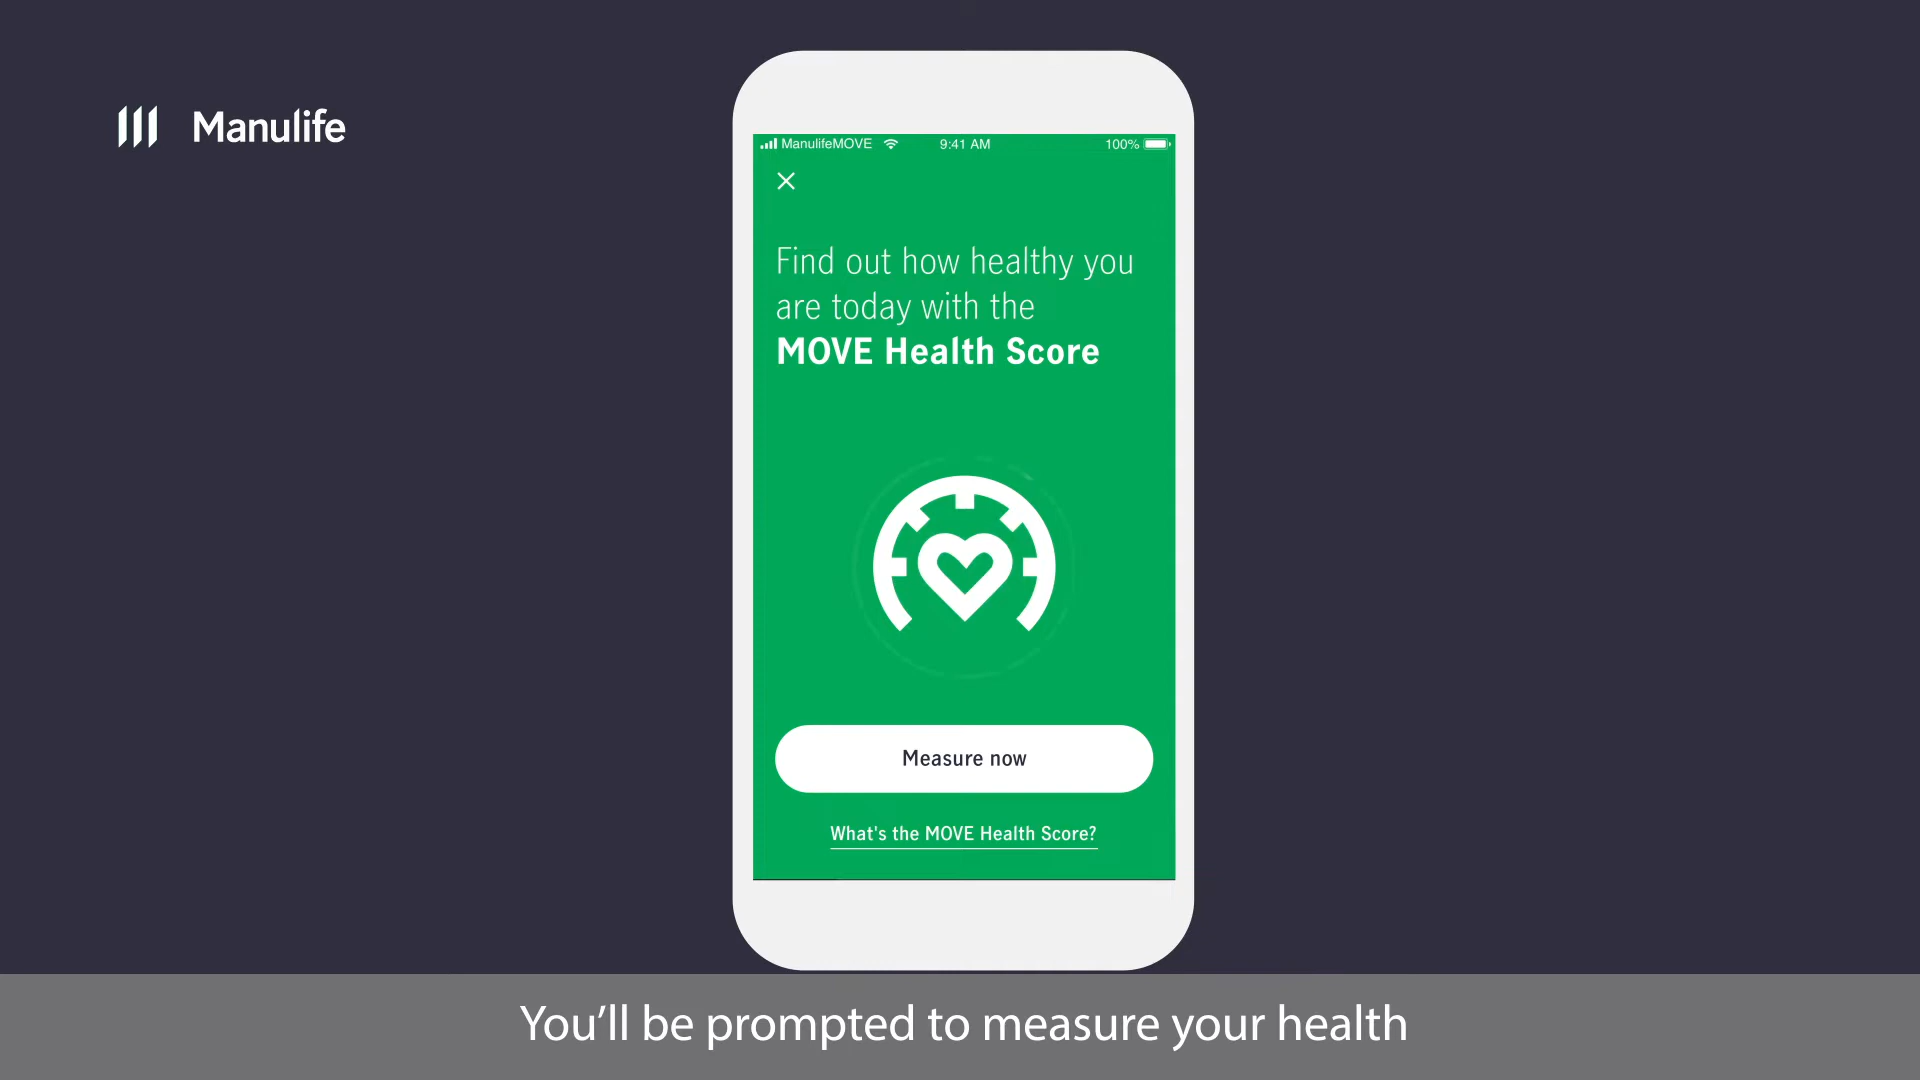 Manulife
ManulifeMOVE 9:41 AM 100%
Find out how healthy you
are today with the
MOVE Health Score
Measure now
What's the MOVE Health Score?
You’ll be prompted to measure your health